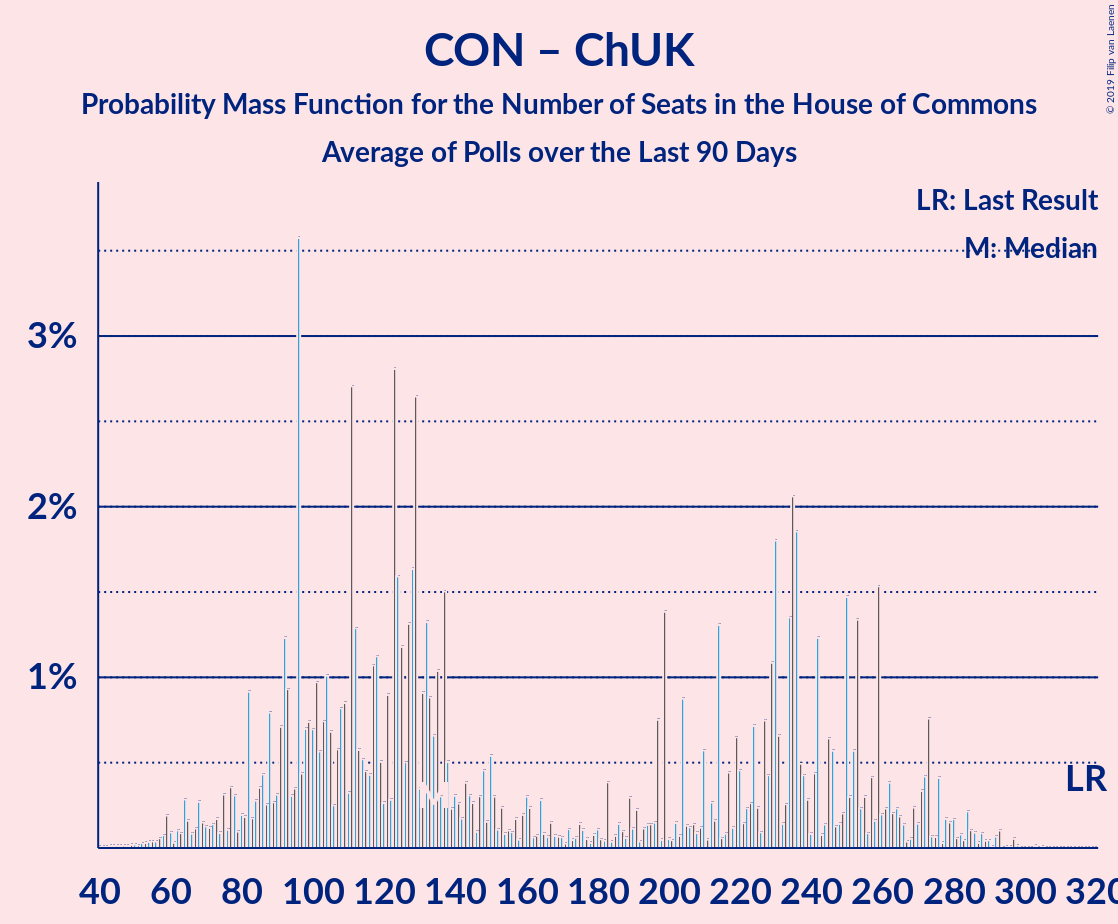 © 2019 Filip van Laenen
CON – ChUK
Probability Mass Function for the Number of Seats in the House of Commons
Average of Polls over the Last 90 Days
LR: Last Result
M: Median
3%
2%
1%
LR
40 60 80 100 120 140 160 180 200 220 240 260 280 300 320